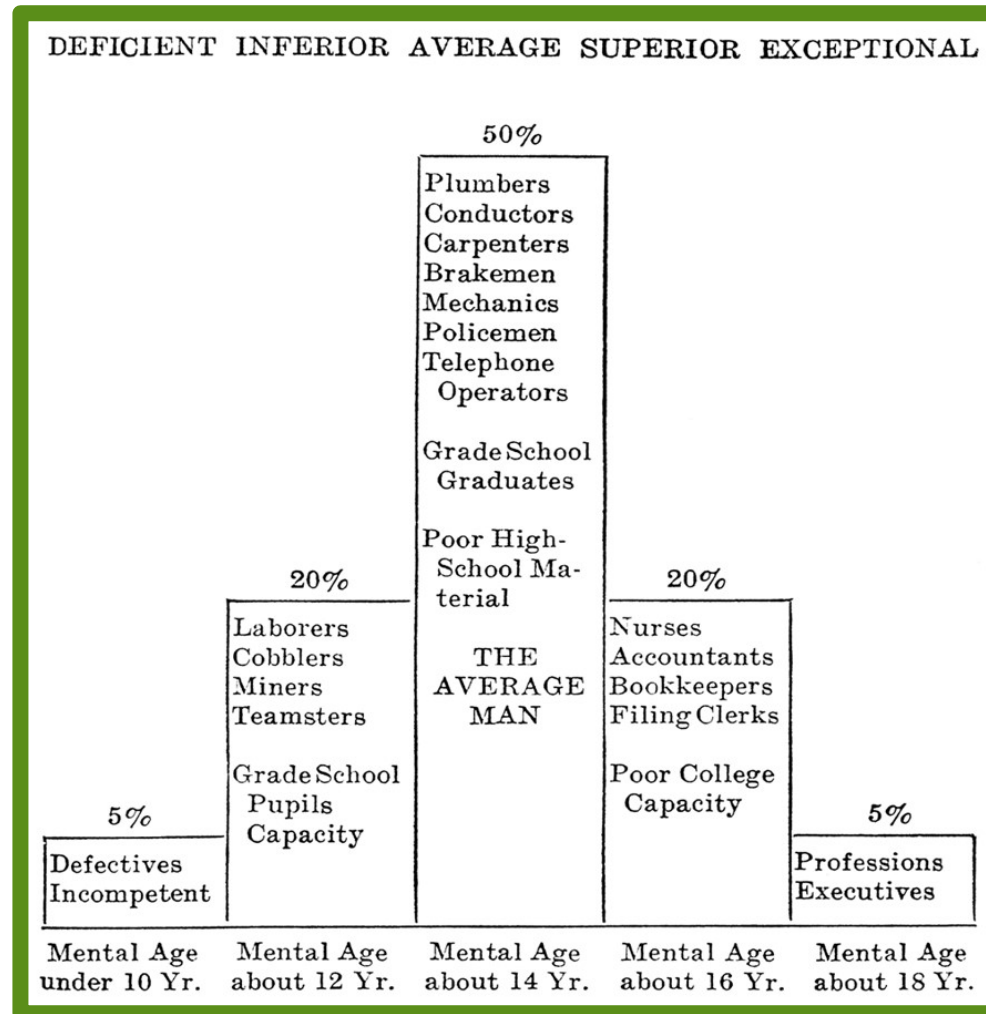 DEFICIENT INFERIOR AVERAGE SUPERIOR EXCEPTIONAL
50%
Plumbers
Conductors
Carpenters
Brakemen
Mechanics
Policemen
Telephone
Operators
Grade School
Graduates
Poor High-
School Ma-
terial
THE
AVERAGE
MAN
20%
Laborers
Cobblers
Miners
Teamsters
Grade School
Pupils
Capacity
20%
Nurses
Accountants
Bookkeepers
Filing Clerks
Poor College
Capacity
5%
Defectives
Incompetent
5%
Professions
Executives
Mental Age
under 10 Yr.
Mental Age
about 12 Yr.
Mental Age
about 14 Yr.
Mental Age
about 16 Yr.
Mental Age
about 18 Yr.